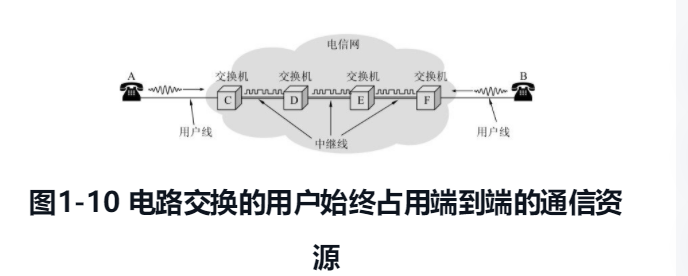 电信网
A
B
交换机
交换机
交换机
交换机
C
D
E
F
用户线
用户线
中继线
图1-10 电路交换的用户始终占用端到端的通信资
源